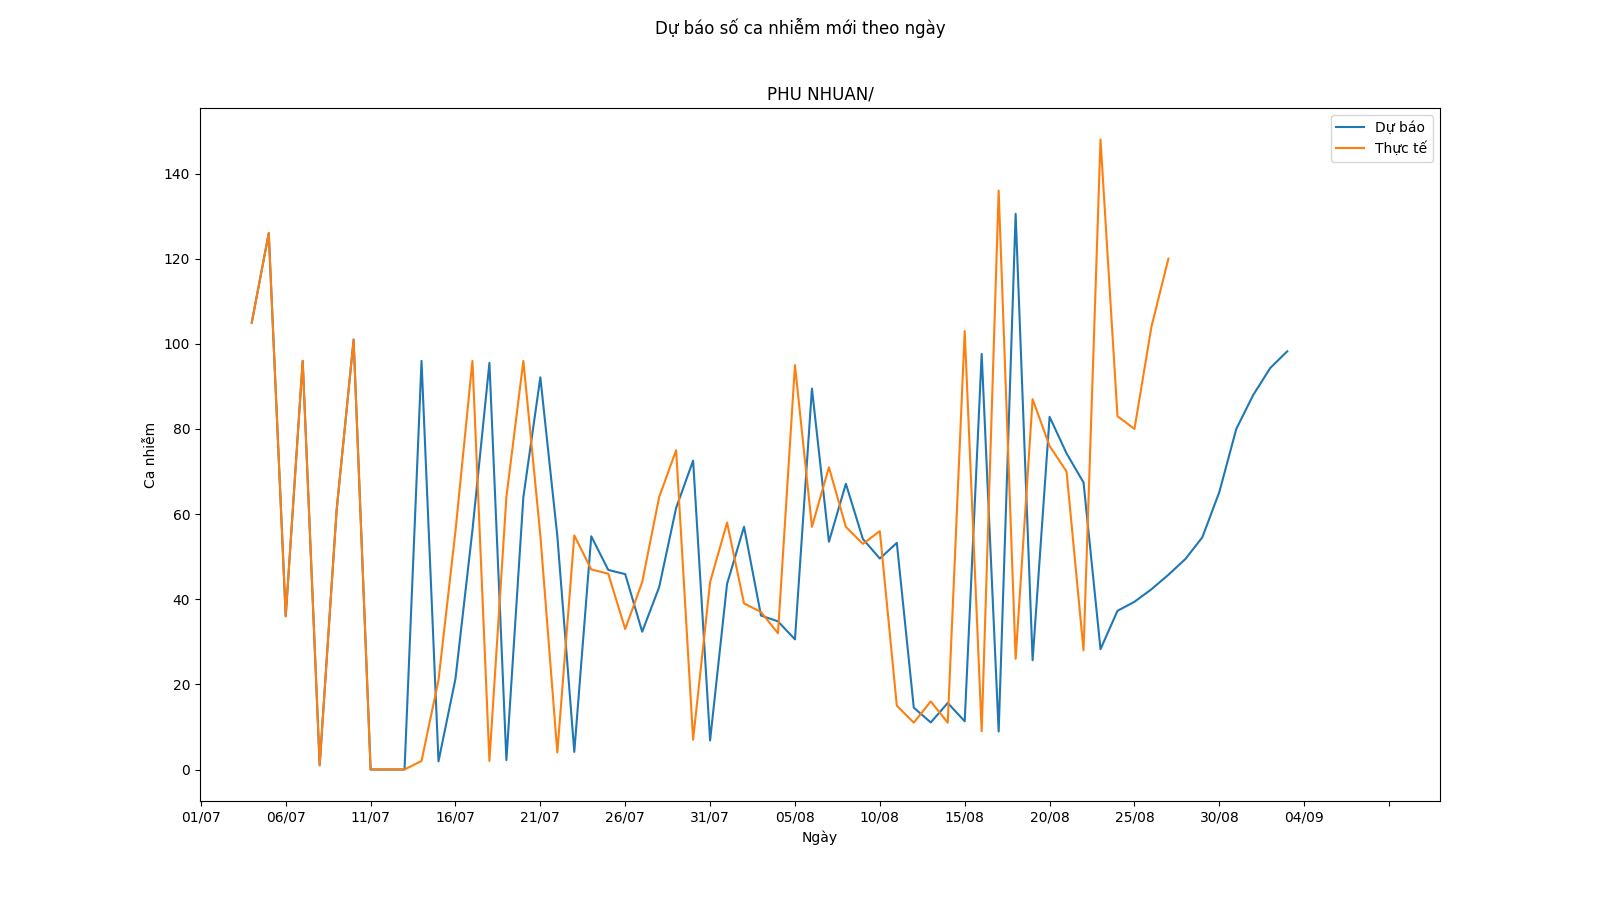 Dự báo số ca nhiễm mới theo ngày
PHU NHUAN/
Dự báo
Thực tế
Ca nhiễm
140
120
100
80
60
40
20
0
01/07 06/07 11/07 16/07 21/07 26/07 31/07 05/08 10/08 15/08 20/08 25/08 30/08 04/09
Ngày